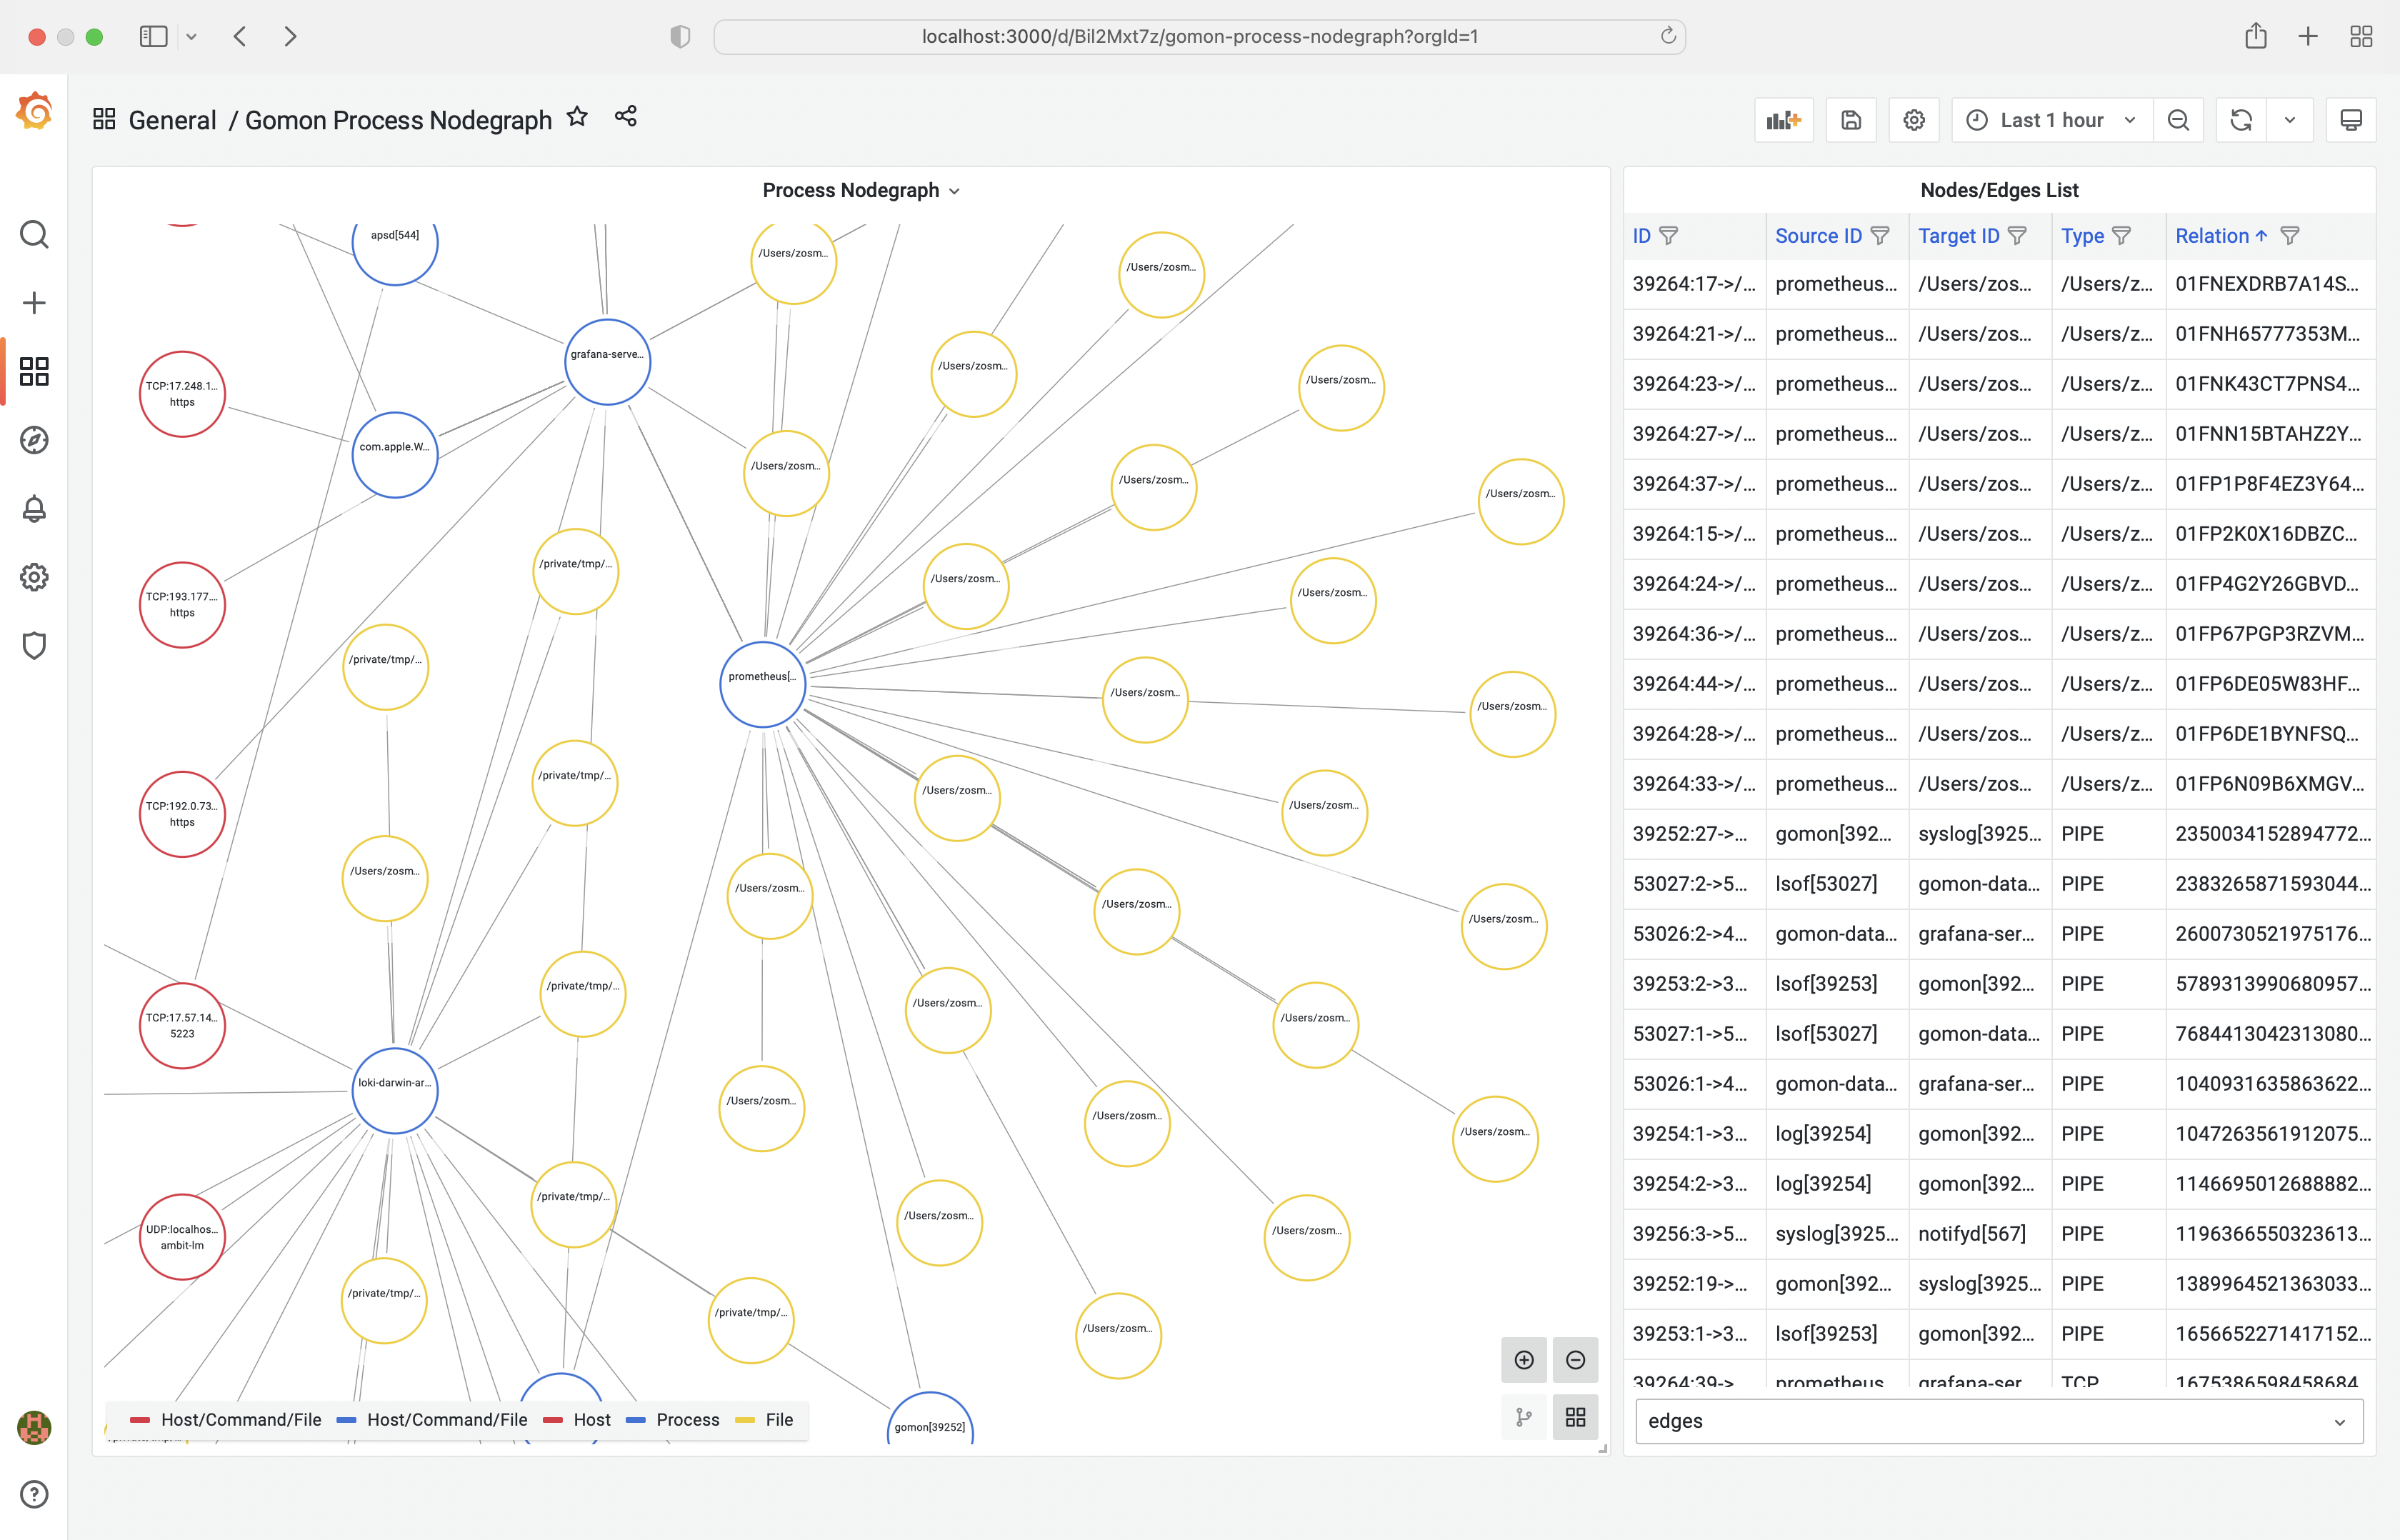 localhost:3000/d/Bil2Mxt7z/gomon-process-nodegraph?orgId=1
General / Gomon Process Nodegraph
Last 1 hour
Process Nodegraph
apsd[544]
/Users/zosm...
/Users/zosm...
grafana-serve...
/Users/zosm...
/Users/zosm...
TCP:17.248.1...
https
com.apple.W...
/Users/zosm...
/Users/zosm...
/Users/zosm...
/private/tmp/...
/Users/zosm...
/Users/zosm...
TCP:193.177....
https
/private/tmp/...
prometheus[...
/Users/zosm...
/Users/zosm...
/private/tmp/...
/Users/zosm...
/Users/zosm...
TCP:192.0.73...
https
/Users/zosm...
/Users/zosm...
/Users/zosm...
/Users/zosm...
/private/tmp/...
/Users/zosm...
/Users/zosm...
TCP:17.57.14...
5223
loki-darwin-ar...
/Users/zosm...
/Users/zosm...
/Users/zosm...
/private/tmp/...
/Users/zosm...
/Users/zosm...
UDP:localhos...
ambit-lm
/private/tmp/...
/private/tmp/...
/Users/zosm...
gomon[39252]
Host/Command/File Host/Command/File Host Process File
Nodes/Edges List
ID Source ID Target ID Type Relation
39264:17->/... prometheus... /Users/zos... /Users/z... 01FNEXDRB7A14S...
39264:21->/... prometheus... /Users/zos... /Users/z... 01FNH65777353M...
39264:23->/... prometheus... /Users/zos... /Users/z... 01FNK43CT7PNS4...
39264:27->/... prometheus... /Users/zos... /Users/z... 01FNN15BTAHZ2Y...
39264:37->/... prometheus... /Users/zos... /Users/z... 01FP1P8F4EZ3Y64...
39264:15->/... prometheus... /Users/zos... /Users/z... 01FP2K0X16DBZC...
39264:24->/... prometheus... /Users/zos... /Users/z... 01FP4G2Y26GBVD...
39264:36->/... prometheus... /Users/zos... /Users/z... 01FP67PGP3RZVM...
39264:44->/... prometheus... /Users/zos... /Users/z... 01FP6DE05W83HF...
39264:28->/... prometheus... /Users/zos... /Users/z... 01FP6DE1BYNFSQ...
39264:33->/... prometheus... /Users/zos... /Users/z... 01FP6N09B6XMGV...
39252:27->... gomon[392... syslog[3925... PIPE 2350034152894772...
53027:2->5... lsof[53027] gomon-data... PIPE 2383265871593044...
53026:2->4... gomon-data... grafana-ser... PIPE 2600730521975176...
39253:2->3... lsof[39253] gomon[392... PIPE 5789313990680957...
53027:1->5... lsof[53027] gomon-data... PIPE 7684413042313080...
53026:1->4... gomon-data... grafana-ser... PIPE 1040931635863622...
39254:1->3... log[39254] gomon[392... PIPE 1047263561912075...
39254:2->3... log[39254] gomon[392... PIPE 1146695012688882...
39256:3->5... syslog[3925... notifyd[567] PIPE 1196366550323613...
39252:19->... gomon[392... syslog[3925... PIPE 1389964521363033...
39253:1->3... lsof[39253] gomon[392... PIPE 1656652271417152...
39264:39-> prometheus grafana-ser TCP 1675386598458684
edges